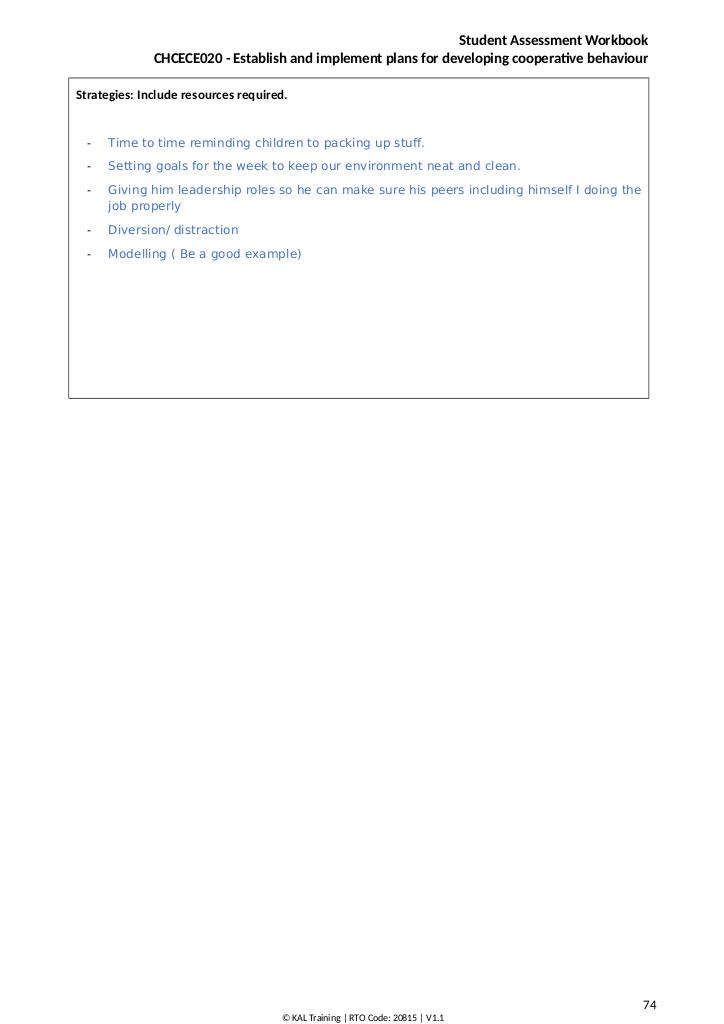 Student Assessment Workbook
CHCECE020 - Establish and implement plans for developing cooperative behaviour
Strategies: Include resources required.
- Time to time reminding children to packing up stuff.
- Setting goals for the week to keep our environment neat and clean.
- Giving him leadership roles so he can make sure his peers including himself I doing the
job properly
- Diversion/ distraction
- Modelling ( Be a good example)
74
© KAL Training | RTO Code: 20815 | V1.1